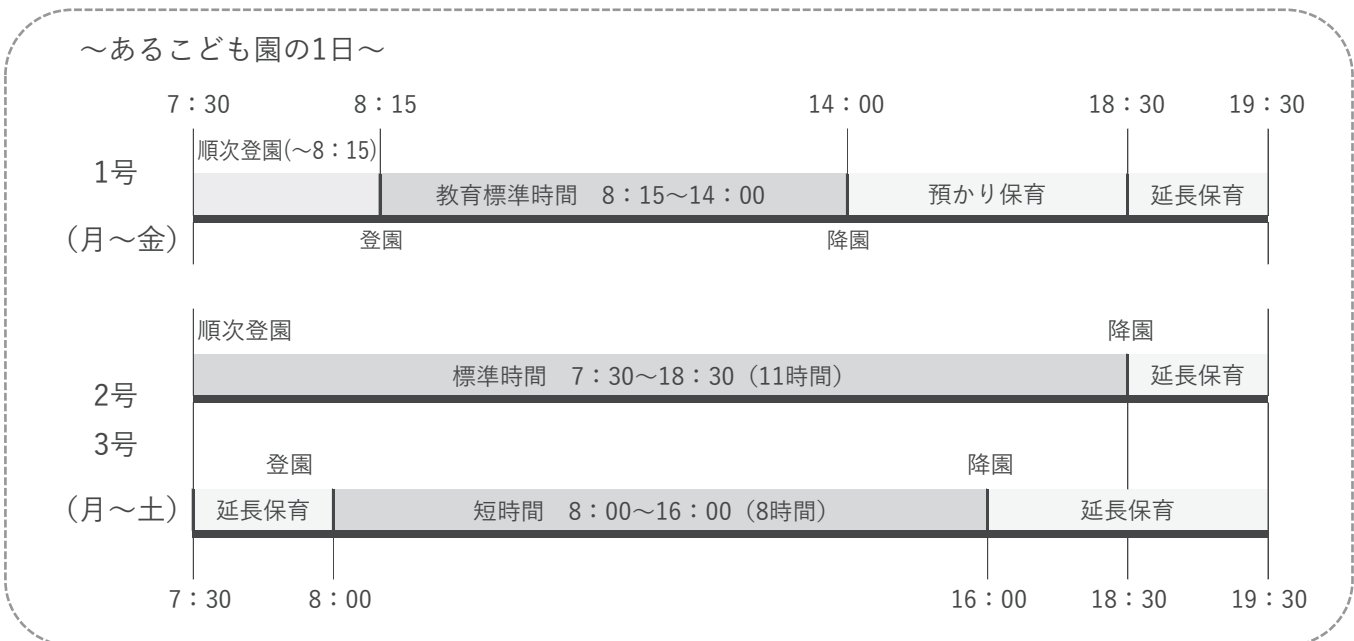 ～あるこども園の1日～
7：30 8：15 14：00 18：30 19：30
順次登園(～8：15)
1号
教育標準時間 8：15～14：00 預かり保育 延長保育
（月～金）
登園 降園
順次登園 降園
標準時間 7：30～18：30（11時間） 延長保育
2号
3号
登園 降園
（月～土）
延長保育 短時間 8：00～16：00（8時間） 延長保育
7：30 8：00 16：00 18：30 19：30